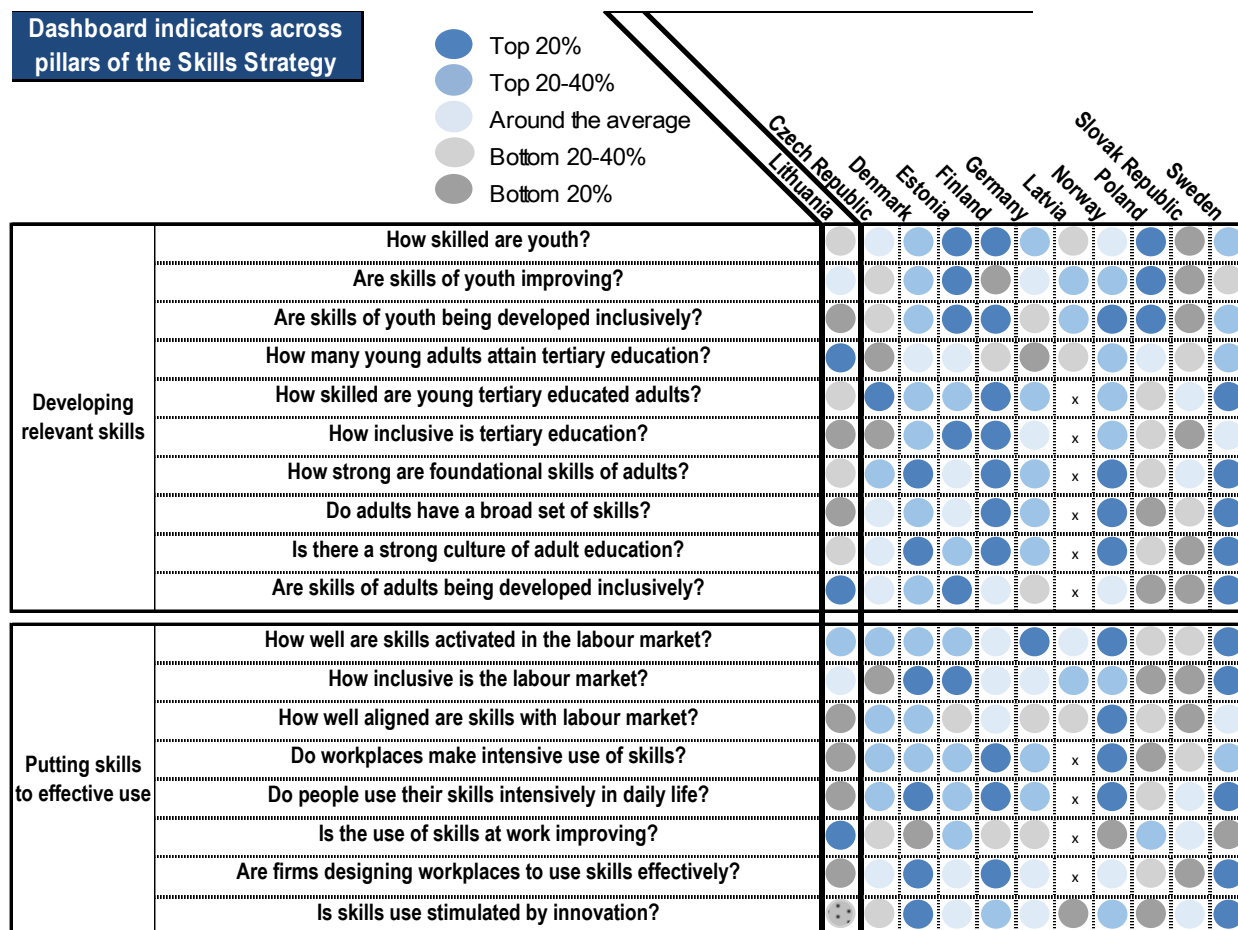 Dashboard indicators across
pillars of the Skills Strategy
Top 20%
Top 20-40%
Around the average
Bottom 20-40%
Bottom 20%
Lithuania
Czech Republic
Denmark
Estonia
Finland
Germany
Latvia
Norway
Poland
Slovak Republic
Sweden
Developing
relevant skills
How skilled are youth?
Are skills of youth improving?
Are skills of youth being developed inclusively?
How many young adults attain tertiary education?
How skilled are young tertiary educated adults?
x
How inclusive is tertiary education?
x
How strong are foundational skills of adults?
x
Do adults have a broad set of skills?
x
Is there a strong culture of adult education?
x
Are skills of adults being developed inclusively?
x
Putting skills
to effective use
How well are skills activated in the labour market?
How inclusive is the labour market?
How well aligned are skills with labour market?
Do workplaces make intensive use of skills?
x
Do people use their skills intensively in daily life?
x
Is the use of skills at work improving?
x
Are firms designing workplaces to use skills effectively?
x
Is skills use stimulated by innovation?